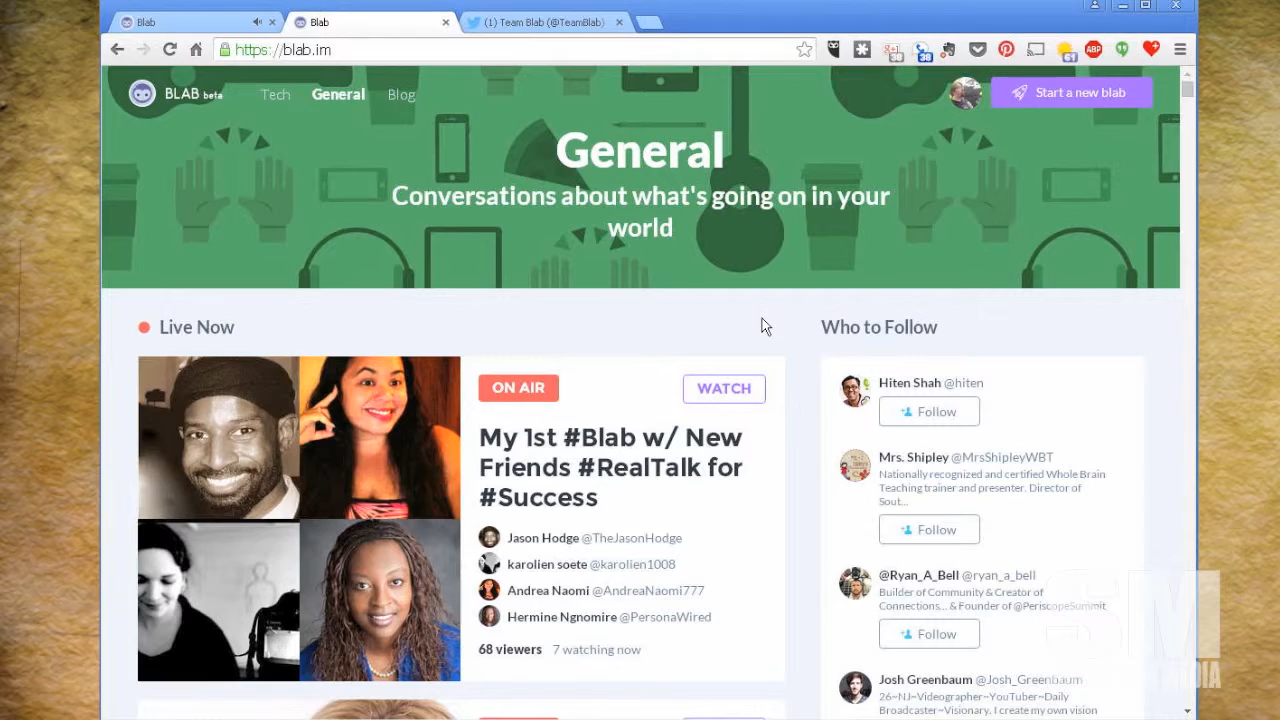 Blab
Blab
(1) Team Blab (@TeamBlab)
https://blab.im
BLAB beta
Tech
General
Blog
Start a new blab
General
Conversations about what's going on in your
world
Live Now
ON AIR
WATCH
My 1st #Blab w/ New
Friends #RealTalk for
#Success
Jason Hodge @TheJasonHodge
karolien soete @karolien1008
Andrea Naomi @AndreaNaomi777
Hermine Ngnomire @PersonaWired
68 viewers 7 watching now
Who to Follow
Hiten Shah @hiten
Follow
Mrs. Shipley @MrsShipleyWBT
Nationally recognized and certified Whole Brain
Teaching trainer and presenter. Director of
Sout...
Follow
@Ryan_A_Bell @ryan_a_bell
Builder of Community & Creator of
Connections... & Founder of @PeriscopeSummit
Follow
Josh Greenbaum @Josh_Greenbaum
26~NJ~Videographer~YouTuber~Daily
Broadcaster~Visionary. I create my own vision